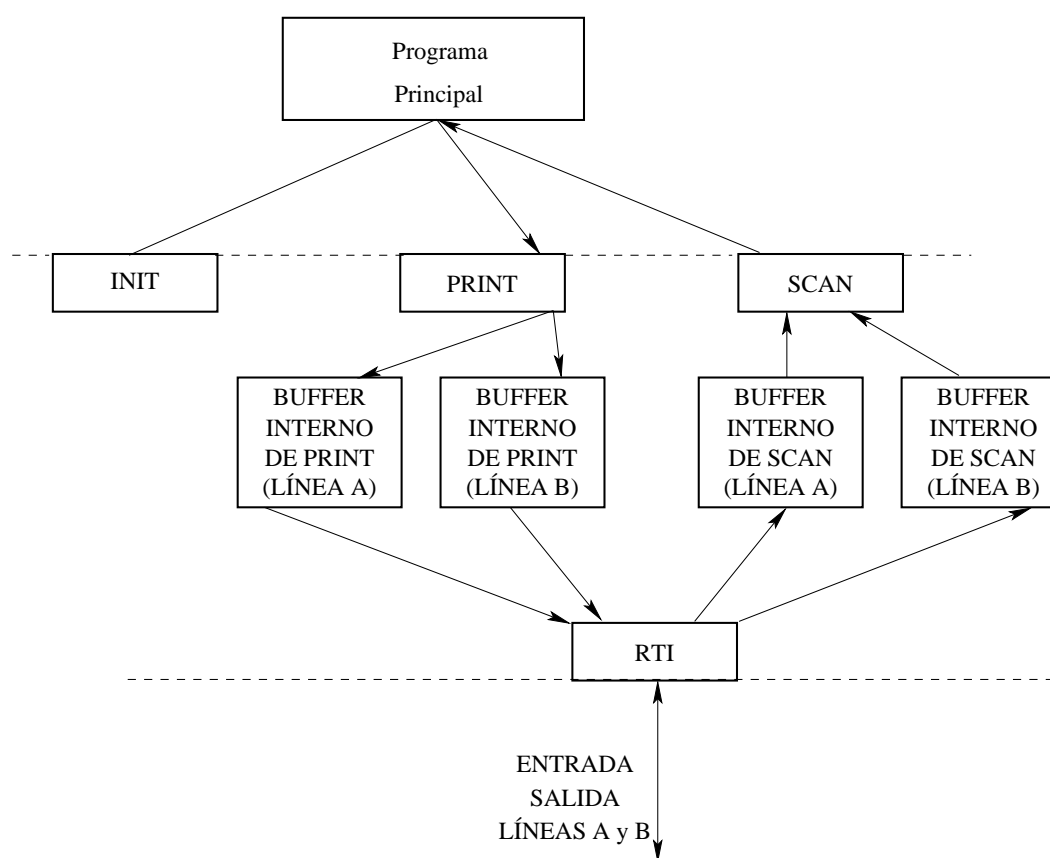 Programa
Principal
INIT
PRINT
SCAN
BUFFER
INTERNO
DE PRINT
(LÍNEA A)
BUFFER
INTERNO
DE PRINT
(LÍNEA B)
BUFFER
INTERNO
DE SCAN
(LÍNEA A)
BUFFER
INTERNO
DE SCAN
(LÍNEA B)
RTI
ENTRADA
SALIDA
LÍNEAS A y B